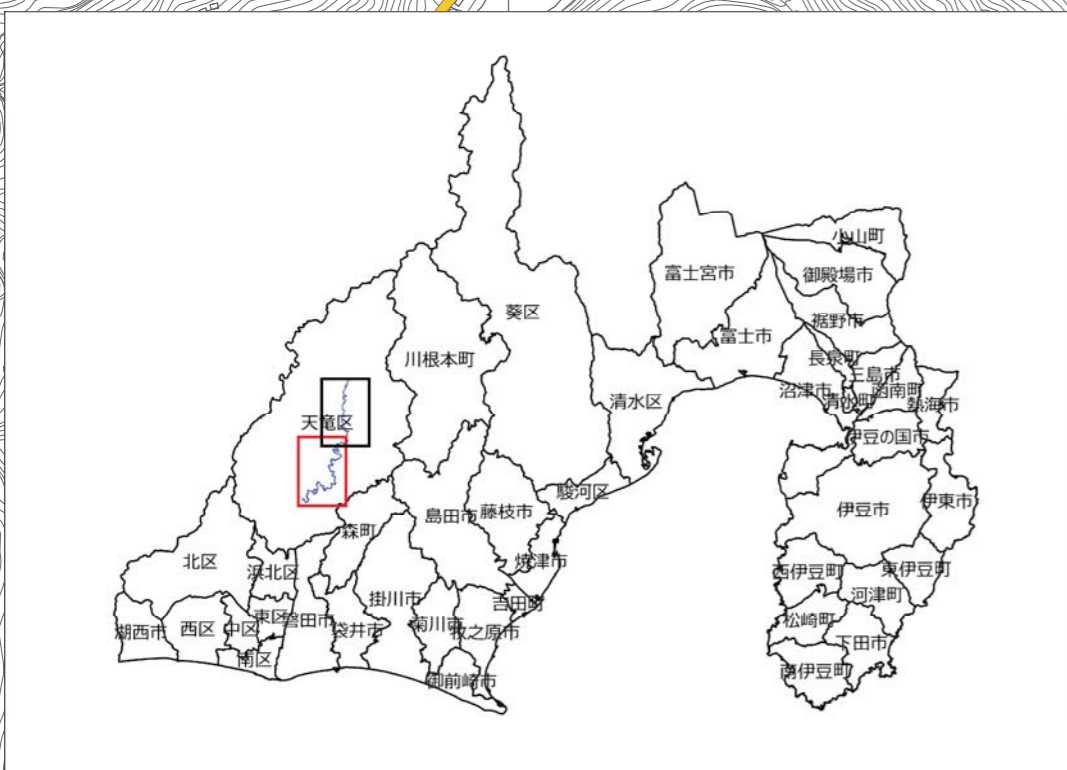 小山町
富士宮市
御殿場市
葵区
裾野市
富士市
川根本町
長泉町
三島市
函南町
沼津市
清水町
熱海市
清水区
天竜区
伊豆の国市
駿河区
伊東市
島田市
藤枝市
伊豆市
森町
焼津市
北区
浜北区
西伊豆町
東伊豆町
掛川市
河津町
吉田町
東区
磐田市
松崎町
湖西市
西区
中区
袋井市
菊川市
牧之原市
下田市
南区
南伊豆町
御前崎市